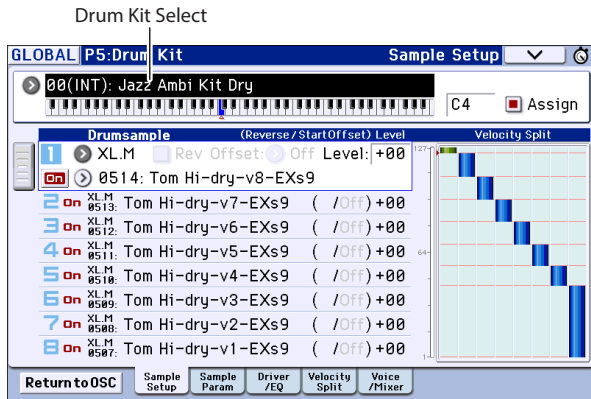 Drum Kit Select
GLOBAL P5:Drum Kit Sample Setup
00(INT): Jazz Ambi Kit Dry
C4 Assign
Drumsample (Reverse/StartOffset) Level Velocity Split
1 XL.M Rev Offset: Off Level: +00 127
On 0514: Tom Hi-dry-v8-EXs9
2 On XL.M 0513: Tom Hi-dry-v7-EXs9 ( /Off) +00
3 On XL.M 0512: Tom Hi-dry-v6-EXs9 ( /Off) +00
4 On XL.M 0511: Tom Hi-dry-v5-EXs9 ( /Off) +00 64
5 On XL.M 0510: Tom Hi-dry-v4-EXs9 ( /Off) +00
6 On XL.M 0509: Tom Hi-dry-v3-EXs9 ( /Off) +00
7 On XL.M 0508: Tom Hi-dry-v2-EXs9 ( /Off) +00
8 On XL.M 0507: Tom Hi-dry-v1-EXs9 ( /Off) +00 1
Return to OSC Sample Setup Sample Param Driver /EQ Velocity Split Voice /Mixer